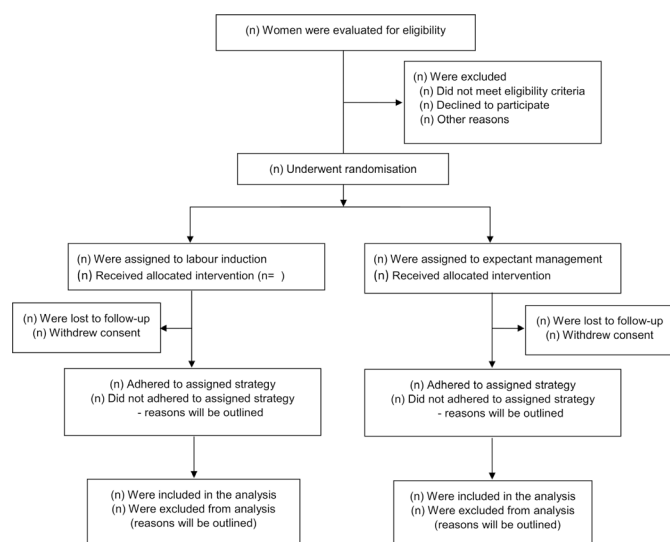 (n) Women were evaluated for eligibility
(n) Were excluded
(n) Did not meet eligibility criteria
(n) Declined to participate
(n) Other reasons
(n) Underwent randomisation
(n) Were assigned to labour induction
(n) Received allocated intervention (n= )
(n) Were assigned to expectant management
(n) Received allocated intervention
(n) Were lost to follow-up
(n) Withdrew consent
(n) Were lost to follow-up
(n) Withdrew consent
(n) Adhered to assigned strategy
(n) Did not adhered to assigned strategy
- reasons will be outlined
(n) Adhered to assigned strategy
(n) Did not adhered to assigned strategy
- reasons will be outlined
(n) Were included in the analysis
(n) Were excluded from analysis
(reasons will be outlined)
(n) Were included in the analysis
(n) Were excluded from analysis
(reasons will be outlined)